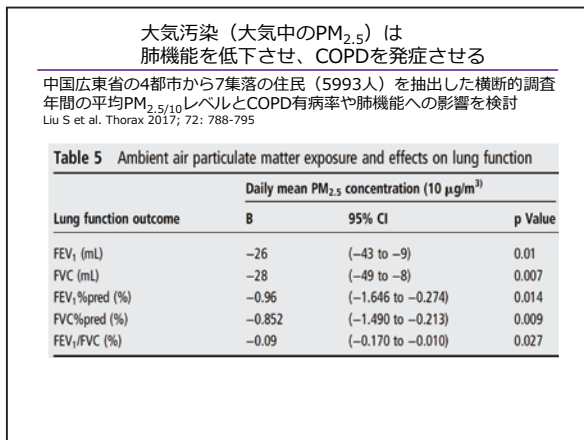 大気汚染（大気中のPM2.5）は
肺機能を低下させ、COPDを発症させる
中国広東省の4都市から7集落の住民（5993人）を抽出した横断的調査
年間の平均PM2.5/10レベルとCOPD有病率や肺機能への影響を検討
Liu S et al. Thorax 2017; 72: 788-795
Table 5 Ambient air particulate matter exposure and effects on lung function
Daily mean PM2.5 concentration (10 μg/m3)
Lung function outcome B 95% CI p Value
FEV1 (mL) −26 (−43 to −9) 0.01
FVC (mL) −28 (−49 to −8) 0.007
FEV1%pred (%) −0.96 (−1.646 to −0.274) 0.014
FVC%pred (%) −0.852 (−1.490 to −0.213) 0.009
FEV1/FVC (%) −0.09 (−0.170 to −0.010) 0.027